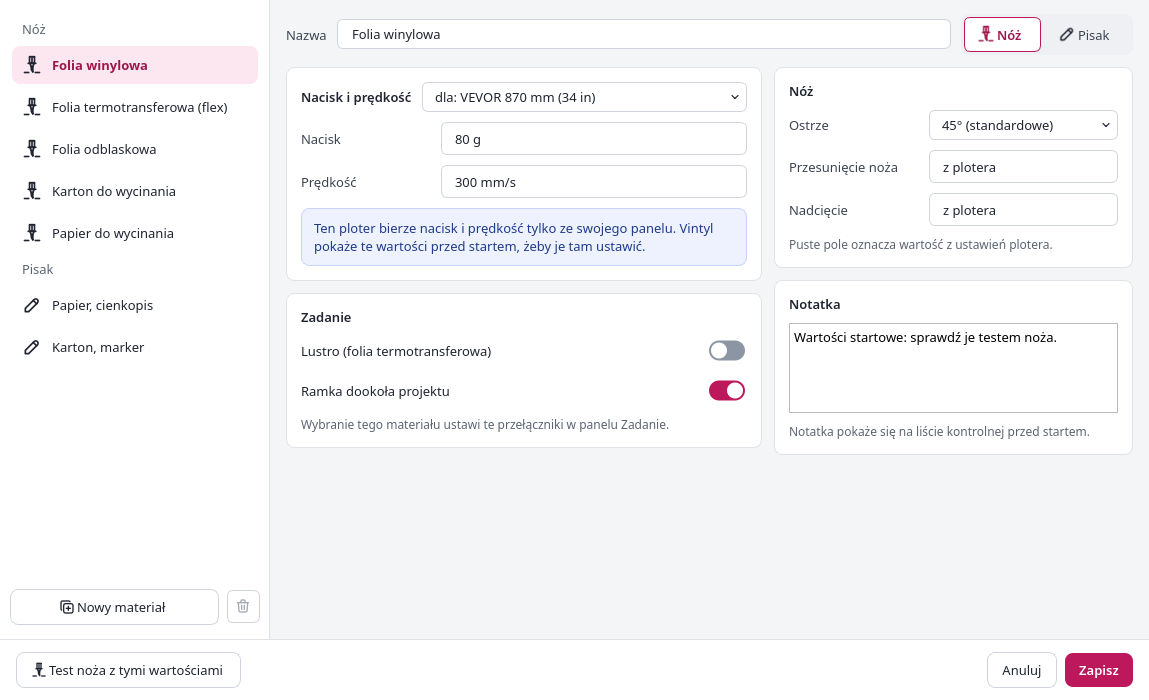 Nóż
Folia winylowa
Folia termotransferowa (flex)
Folia odblaskowa
Karton do wycinania
Papier do wycinania
Pisak
Papier, cienkopis
Karton, marker
Nowy materiał
Nazwa
Folia winylowa
Nóż
Pisak
Nacisk i prędkość
dla: VEVOR 870 mm (34 in)
Nacisk
80 g
Prędkość
300 mm/s
Ten ploter bierze nacisk i prędkość tylko ze swojego panelu. Vintyl
pokaże te wartości przed startem, żeby je tam ustawić.
Zadanie
Lustro (folia termotransferowa)
Ramka dookoła projektu
Wybranie tego materiału ustawi te przełączniki w panelu Zadanie.
Nóż
Ostrze
45° (standardowe)
Przesunięcie noża
z plotera
Nadcięcie
z plotera
Puste pole oznacza wartość z ustawień plotera.
Notatka
Wartości startowe: sprawdź je testem noża.
Notatka pokaże się na liście kontrolnej przed startem.
Test noża z tymi wartościami
Anuluj
Zapisz